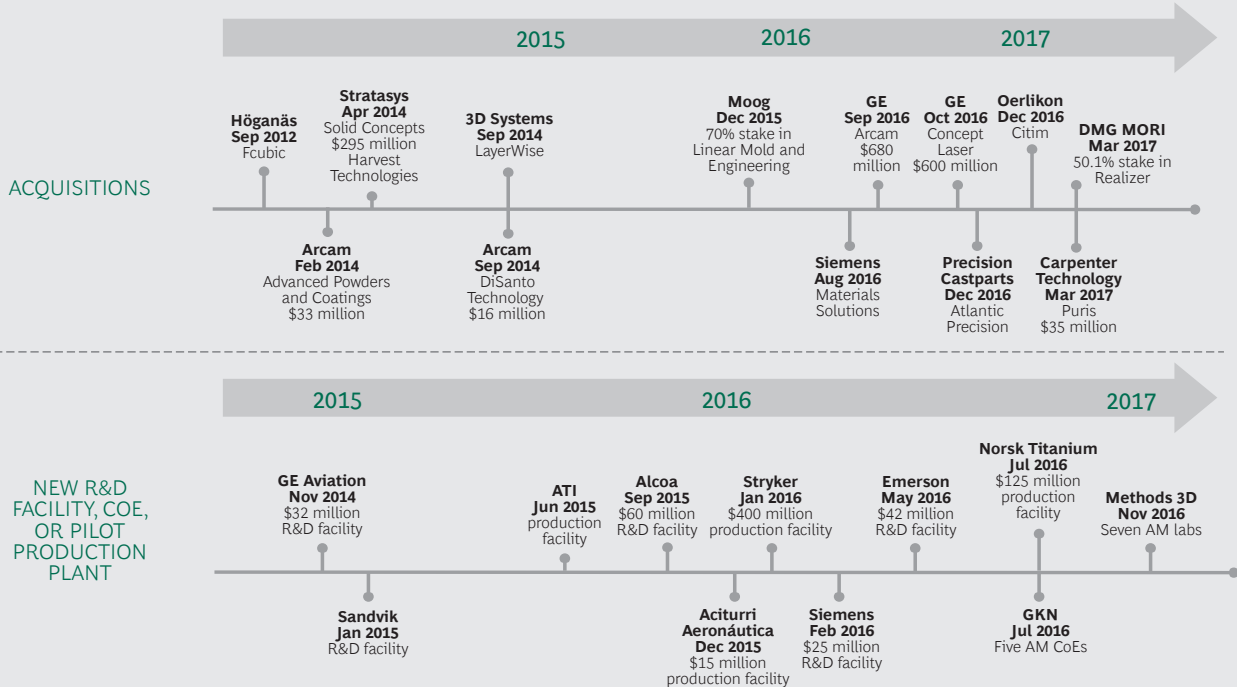 2015
2016
2017
ACQUISITIONS
Höganäs
Sep 2012
Fcubic
Stratasys
Apr 2014
Solid Concepts
$295 million
Harvest
Technologies
3D Systems
Sep 2014
LayerWise
Moog
Dec 2015
70% stake in
Linear Mold and
Engineering
GE
Sep 2016
Arcam
$680
million
GE
Oct 2016
Concept
Laser
$600 million
Oerlikon
Dec 2016
Citim
DMG MORI
Mar 2017
50.1% stake in
Realizer
Arcam
Feb 2014
Advanced Powders
and Coatings
$33 million
Arcam
Sep 2014
DiSanto
Technology
$16 million
Siemens
Aug 2016
Materials
Solutions
Precision
Castparts
Dec 2016
Atlantic
Precision
Carpenter
Technology
Mar 2017
Puris
$35 million
2015
2016
2017
NEW R&D
FACILITY, COE,
OR PILOT
PRODUCTION
PLANT
GE Aviation
Nov 2014
$32 million
R&D facility
ATI
Jun 2015
production
facility
Alcoa
Sep 2015
$60 million
R&D facility
Stryker
Jan 2016
$400 million
production facility
Emerson
May 2016
$42 million
R&D facility
Norsk Titanium
Jul 2016
$125 million
production
facility
Methods 3D
Nov 2016
Seven AM labs
Sandvik
Jan 2015
R&D facility
Aciturri
Aeronáutica
Dec 2015
$15 million
production facility
Siemens
Feb 2016
$25 million
R&D facility
GKN
Jul 2016
Five AM CoEs